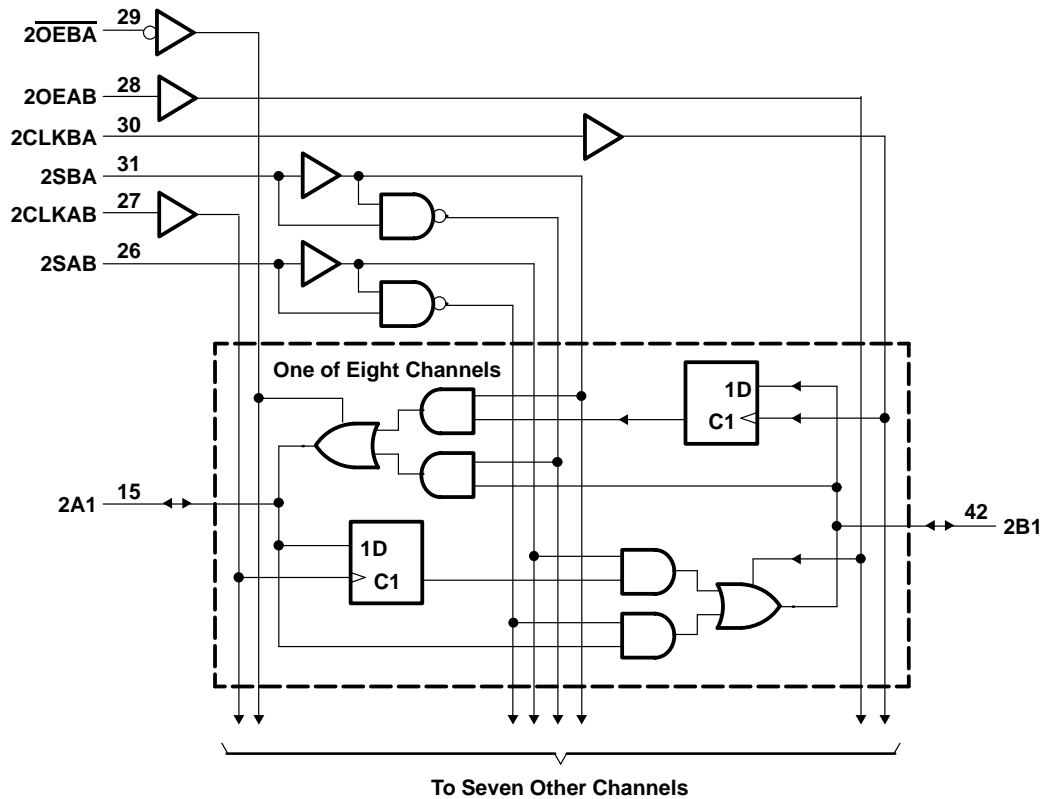 2OEBA 29
2OEAB 28
2CLKBA 30
2SBA 31
2CLKAB 27
2SAB 26
One of Eight Channels
1D
C1
2A1 15
42 2B1
1D
C1
To Seven Other Channels